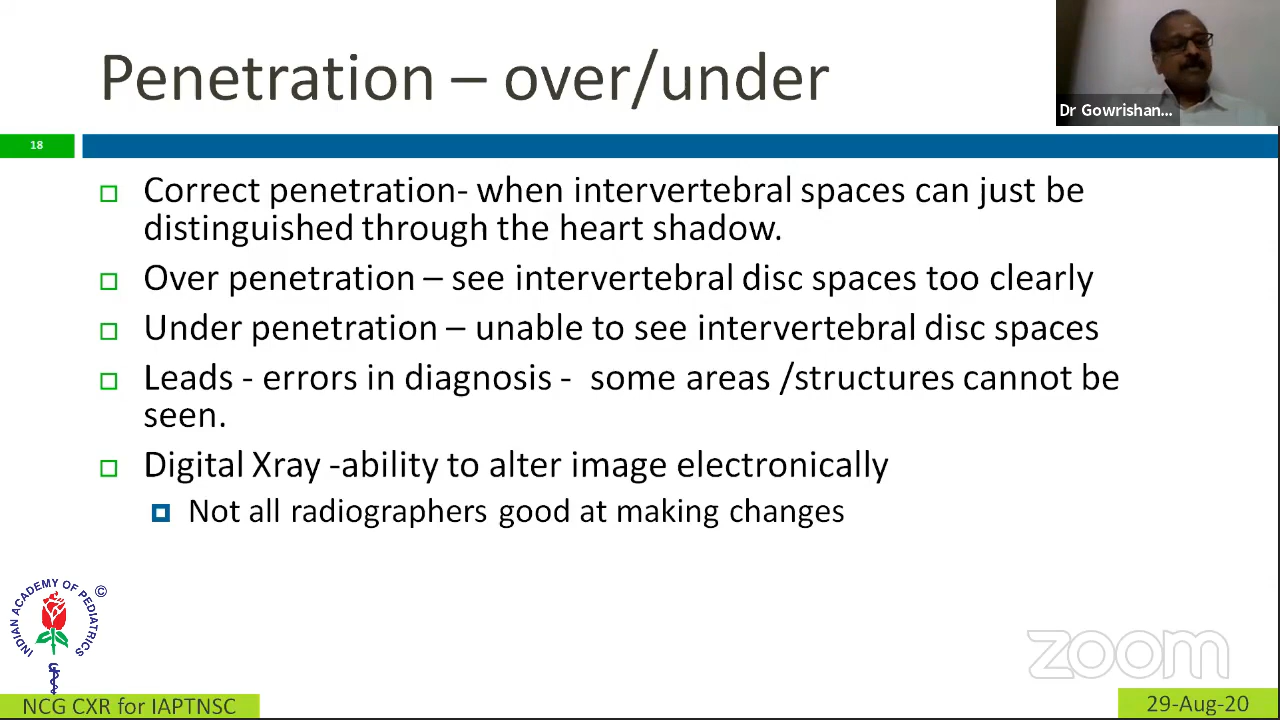 Penetration – over/under
Dr Gowrishan...
18
Correct penetration- when intervertebral spaces can just be
distinguished through the heart shadow.
Over penetration – see intervertebral disc spaces too clearly
Under penetration – unable to see intervertebral disc spaces
Leads - errors in diagnosis - some areas /structures cannot be
seen.
Digital Xray -ability to alter image electronically
Not all radiographers good at making changes
INDIAN ACADEMY OF PEDIATRICS ©
zoom
NCG CXR for IAPTNSC
29-Aug-20